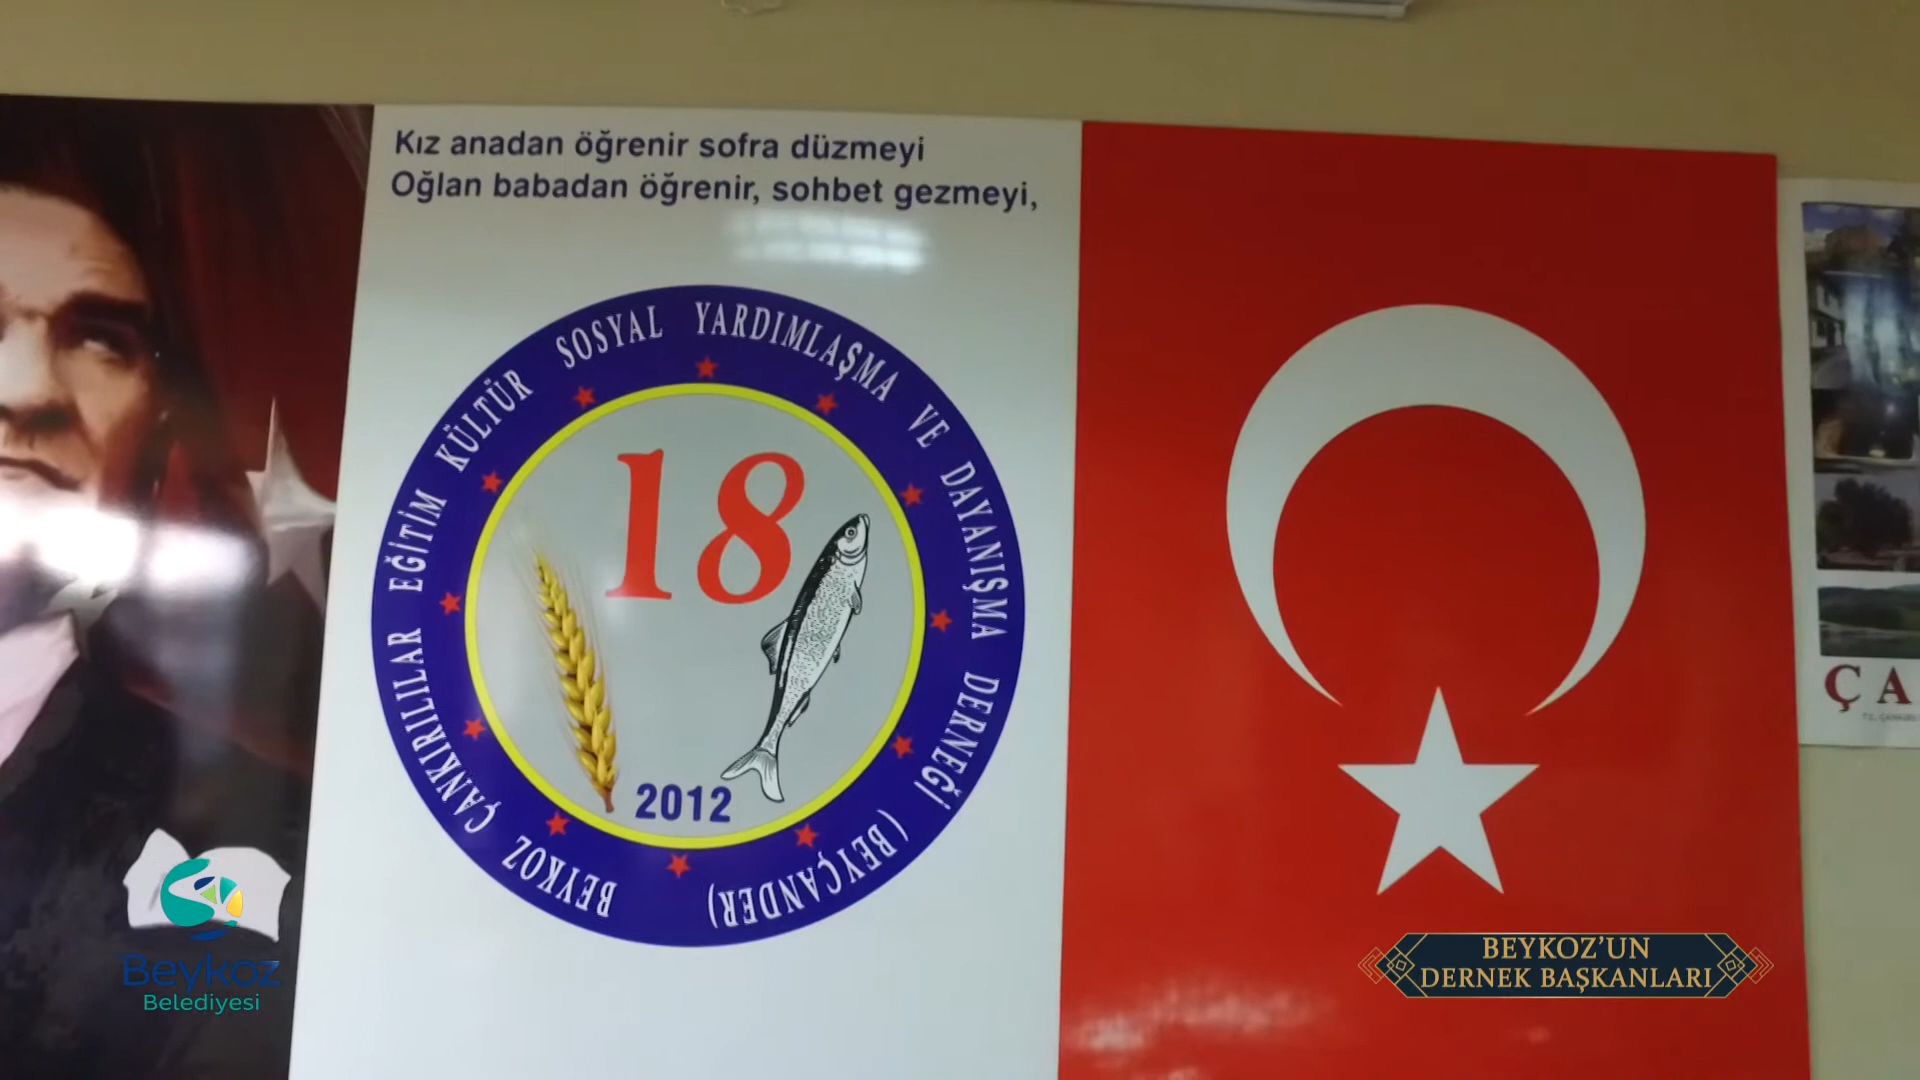 Kız anadan öğrenir sofra düzmeyi
Oğlan babadan öğrenir, sohbet gezmeyi,
BEYKOZ ÇANKIRILILAR EĞİTİM KÜLTÜR SOSYAL YARDIMLAŞMA VE DAYANIŞMA DERNEĞİ (BEYÇANDER)
18
2012
ÇA
Beykoz
Belediyesi
BEYKOZ'UN
DERNEK BAŞKANLARI